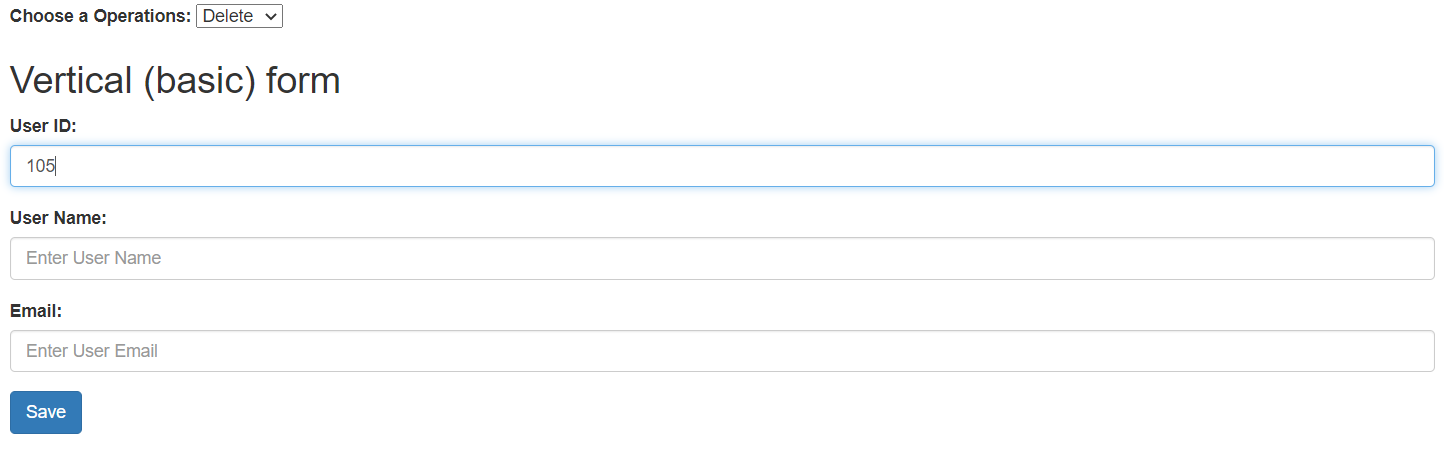 Choose a Operations: Delete
Vertical (basic) form
User ID:
105
User Name:
Enter User Name
Email:
Enter User Email
Save